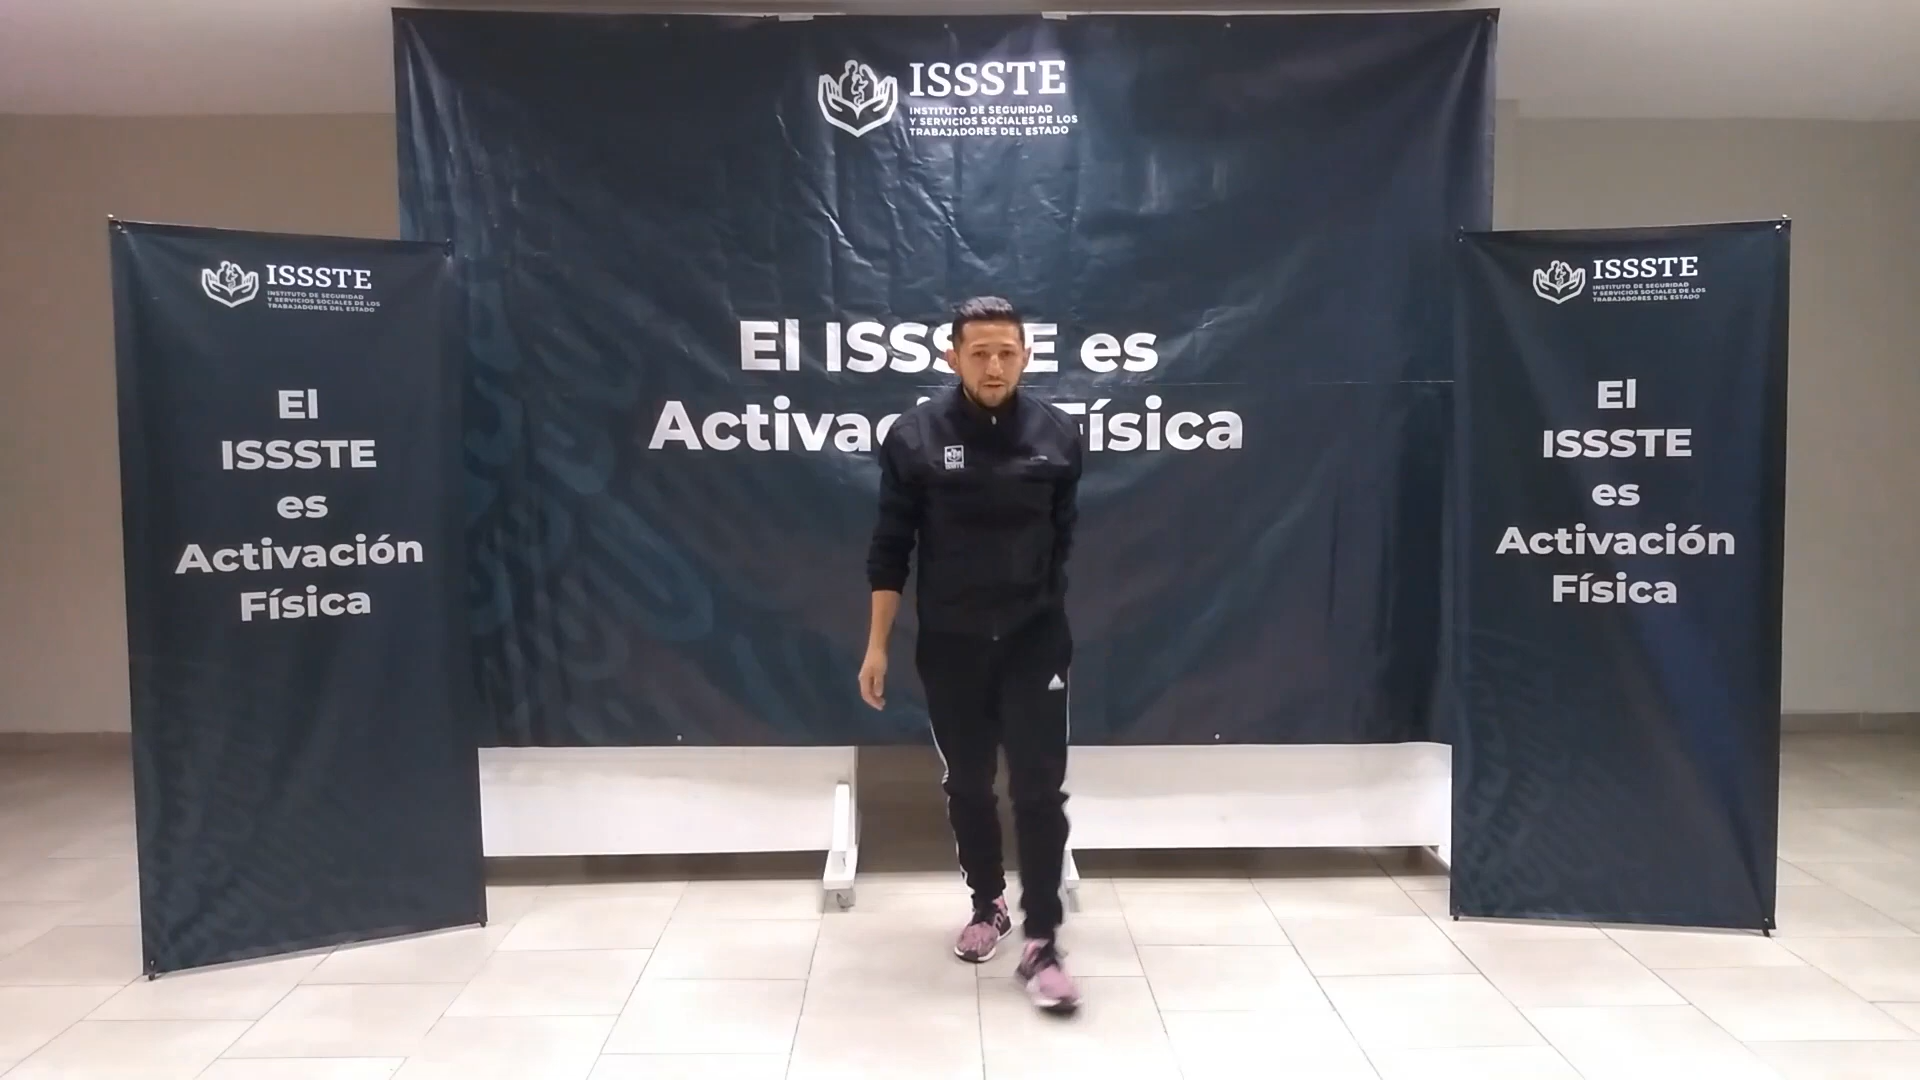 ISSSTE
INSTITUTO DE SEGURIDAD
Y SERVICIOS SOCIALES DE LOS
TRABAJADORES DEL ESTADO
El ISSSTE es
Activac Física
ISSSTE
INSTITUTO DE SEGURIDAD
Y SERVICIOS SOCIALES DE LOS
TRABAJADORES DEL ESTADO
El
ISSSTE
es
Activación
Física
ISSSTE
INSTITUTO DE SEGURIDAD
Y SERVICIOS SOCIALES DE LOS
TRABAJADORES DEL ESTADO
El
ISSSTE
es
Activación
Física
ISSSTE